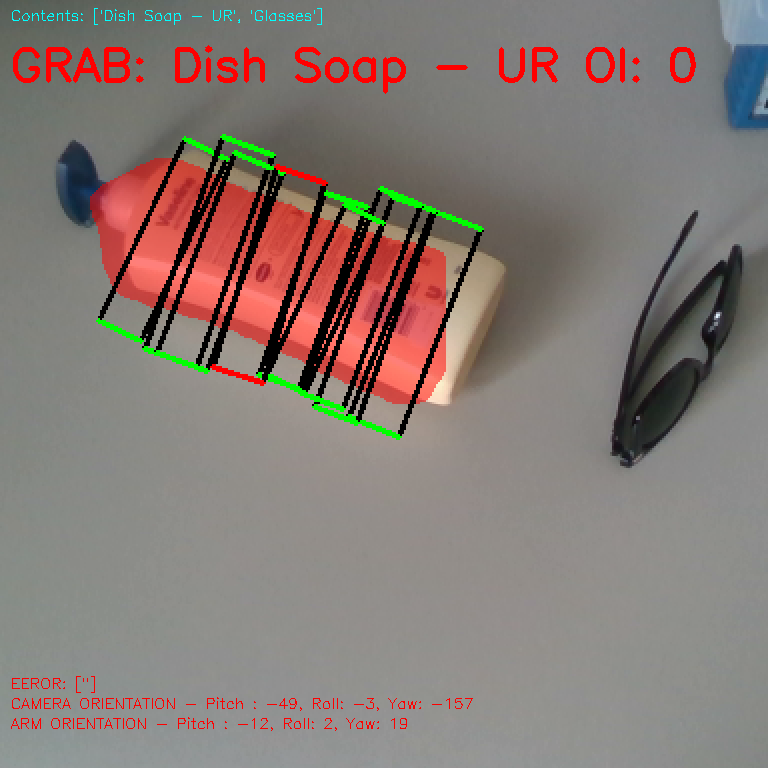 Contents: ['Dish Soap - UR', 'Glasses']
GRAB: Dish Soap - UR OI: 0
EEROR: ['']
CAMERA ORIENTATION - Pitch : -49, Roll: -3, Yaw: -157
ARM ORIENTATION - Pitch : -12, Roll: 2, Yaw: 19